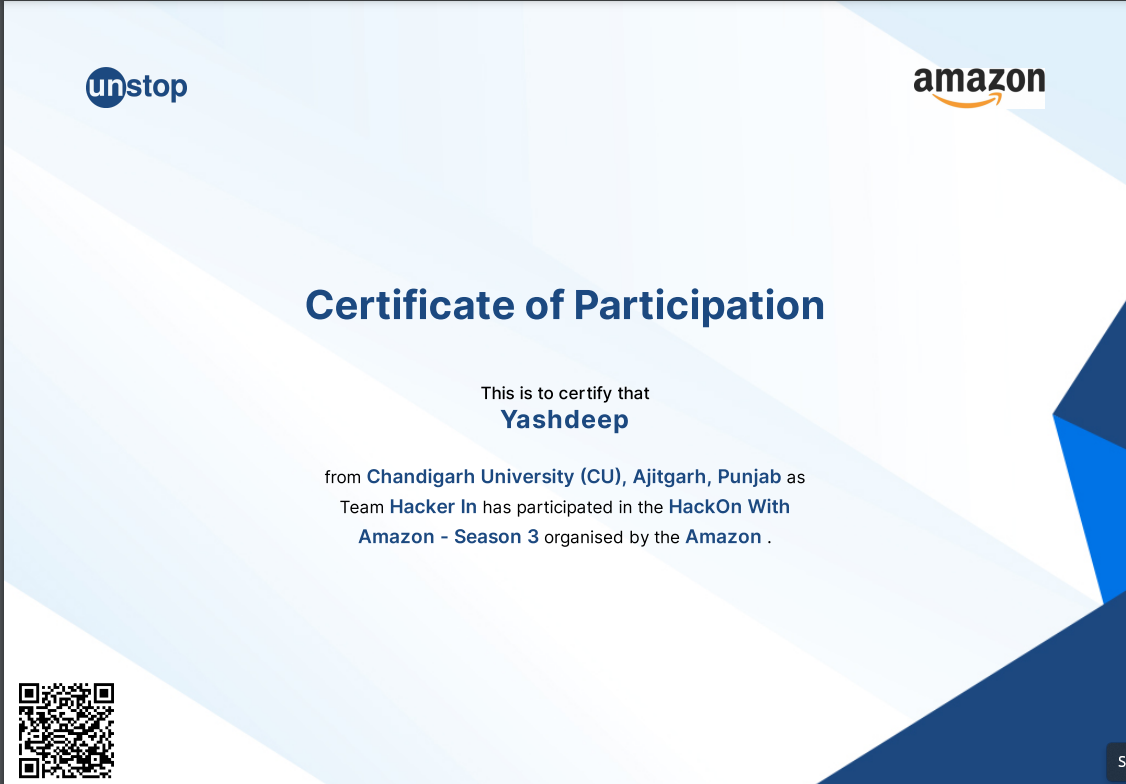 unstop
amazon
Certificate of Participation
This is to certify that
Yashdeep
from Chandigarh University (CU), Ajitgarh, Punjab as
Team Hacker In has participated in the HackOn With
Amazon - Season 3 organised by the Amazon .
S